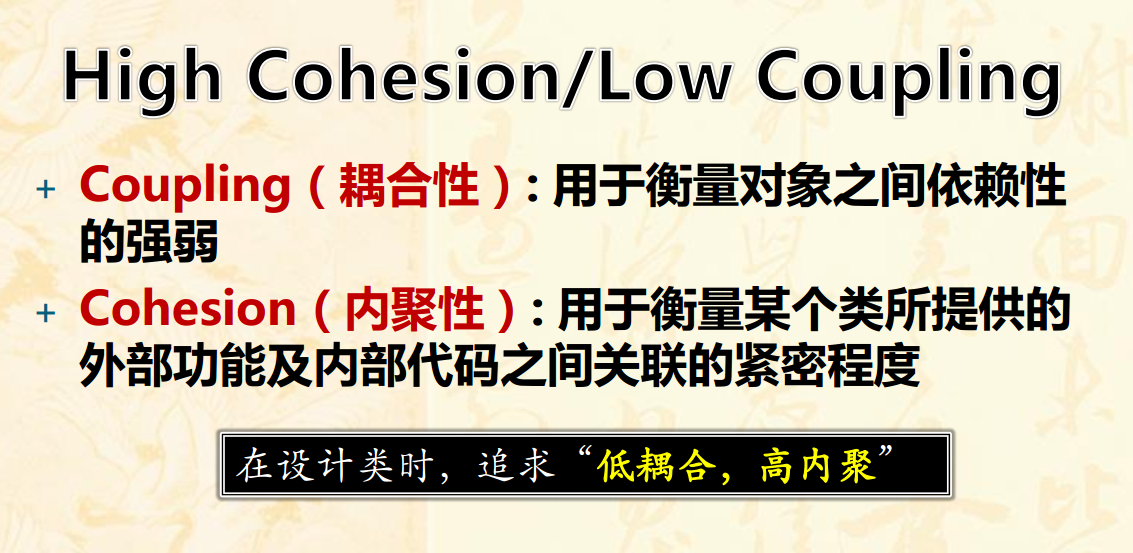 High Cohesion/Low Coupling
+ Coupling（耦合性）: 用于衡量对象之间依赖性
的强弱
+ Cohesion（内聚性）: 用于衡量某个类所提供的
外部功能及内部代码之间关联的紧密程度
在设计类时，追求“低耦合，高内聚”